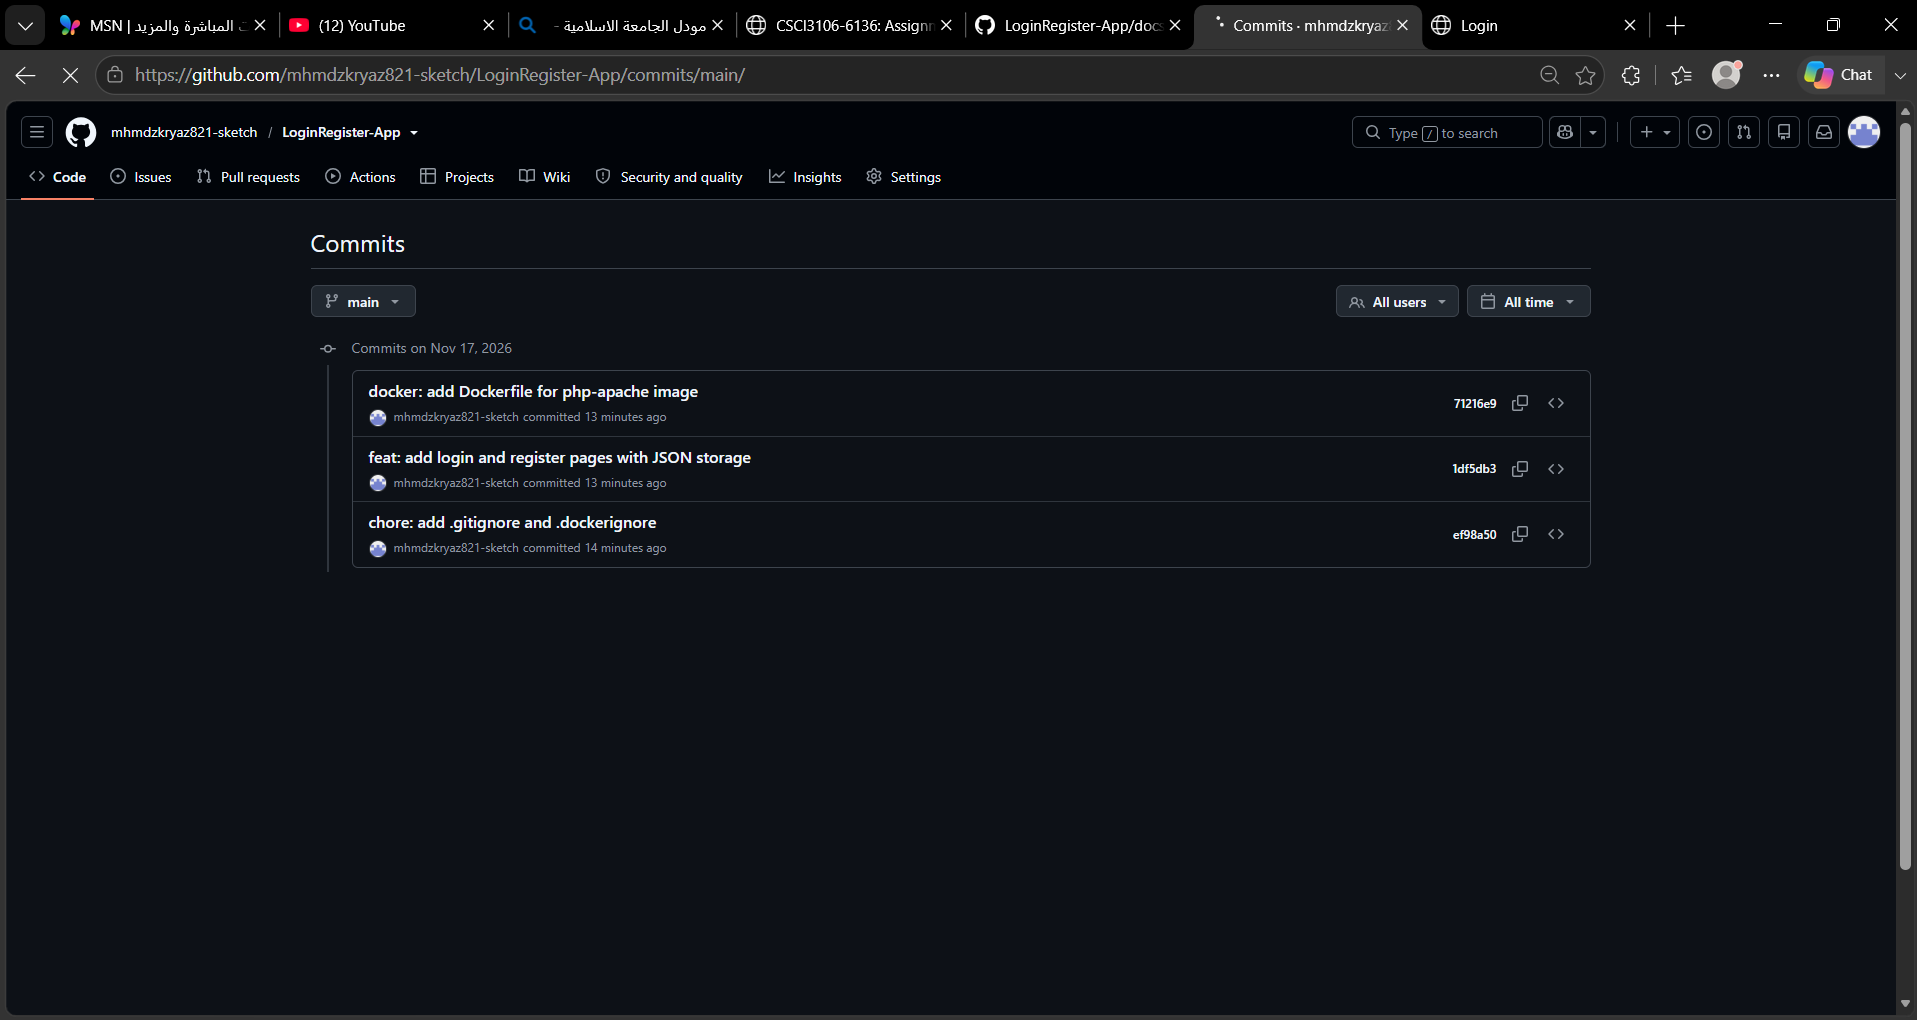 MSN | ت المباشرة والمزيد
(12) YouTube
مودل الجامعة الاسلامية -
CSCI3106-6136: Assignm
LoginRegister-App/docs
Commits · mhmdzkryaz
Login
https://github.com/mhmdzkryaz821-sketch/LoginRegister-App/commits/main/
Chat
mhmdzkryaz821-sketch / LoginRegister-App
Type / to search
Code
Issues
Pull requests
Actions
Projects
Wiki
Security and quality
Insights
Settings
Commits
main
All users
All time
Commits on Nov 17, 2026
docker: add Dockerfile for php-apache image
mhmdzkryaz821-sketch committed 13 minutes ago
71216e9
feat: add login and register pages with JSON storage
mhmdzkryaz821-sketch committed 13 minutes ago
1df5db3
chore: add .gitignore and .dockerignore
mhmdzkryaz821-sketch committed 14 minutes ago
ef98a50